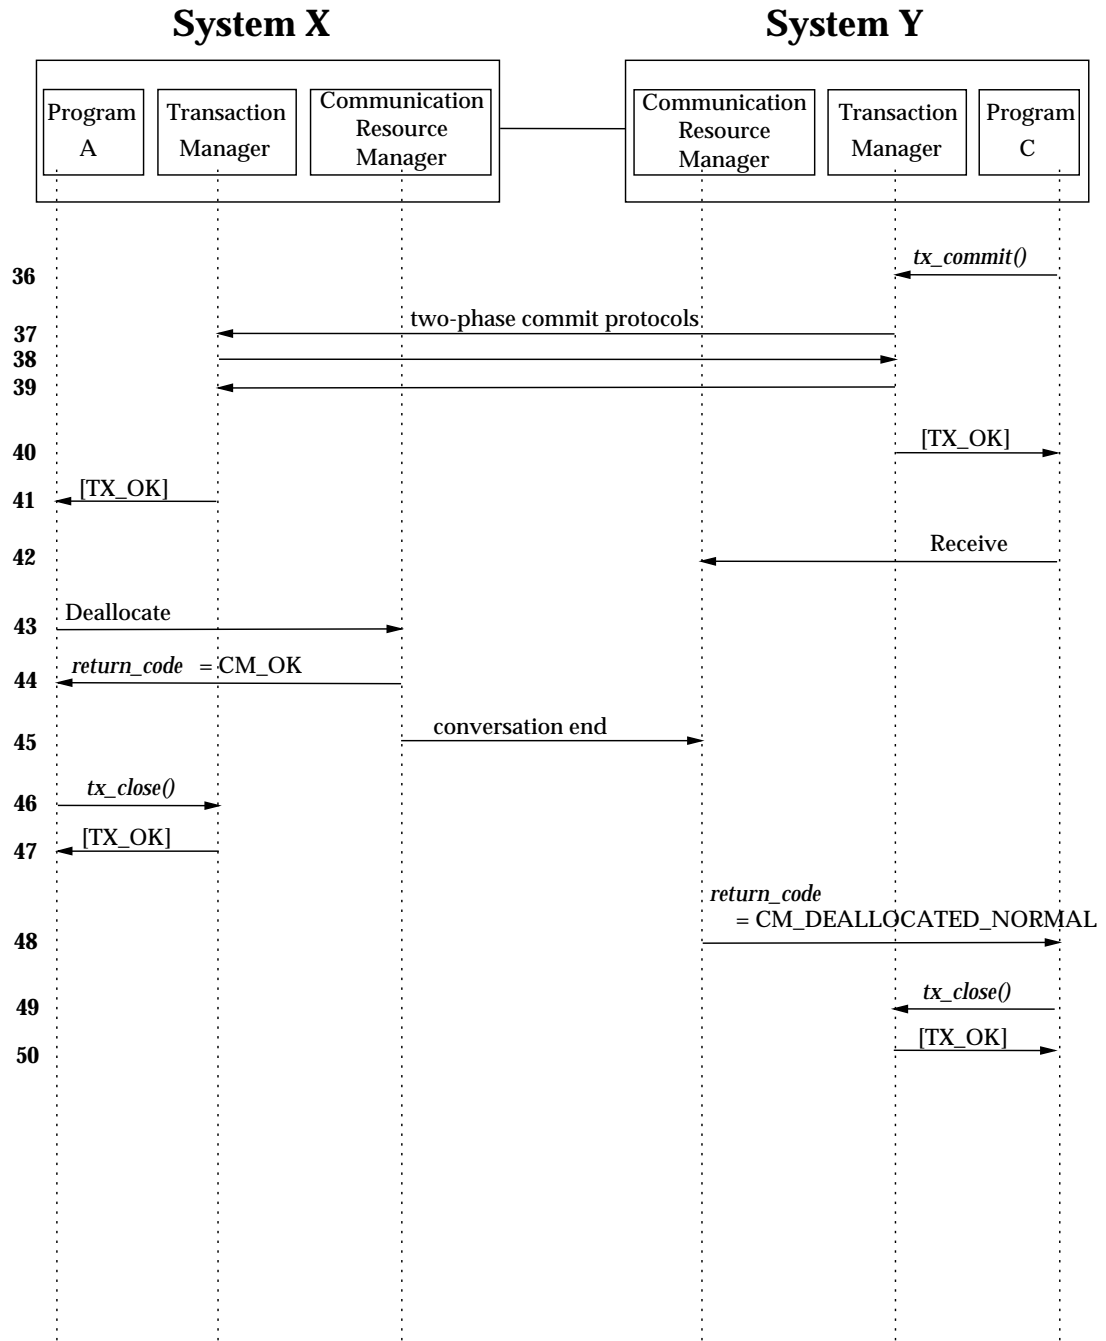 System X
System Y
Program
A
Transaction
Manager
Communication
Resource
Manager
Communication
Resource
Manager
Transaction
Manager
Program
C
36 tx_commit()
37 two-phase commit protocols
38
39
40 [TX_OK]
41 [TX_OK]
42 Receive
43 Deallocate
44 return_code = CM_OK
45 conversation end
46 tx_close()
47 [TX_OK]
return_code
48 = CM_DEALLOCATED_NORMAL
49 tx_close()
50 [TX_OK]